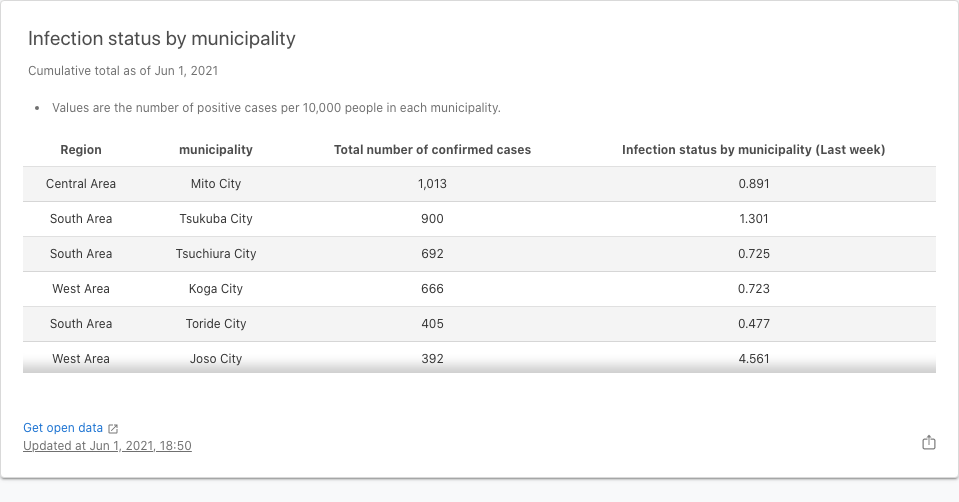 Infection status by municipality
Cumulative total as of Jun 1, 2021
• Values are the number of positive cases per 10,000 people in each municipality.
Region municipality Total number of confirmed cases Infection status by municipality (Last week)
Central Area Mito City 1,013 0.891
South Area Tsukuba City 900 1.301
South Area Tsuchiura City 692 0.725
West Area Koga City 666 0.723
South Area Toride City 405 0.477
West Area Joso City 392 4.561
Get open data
Updated at Jun 1, 2021, 18:50